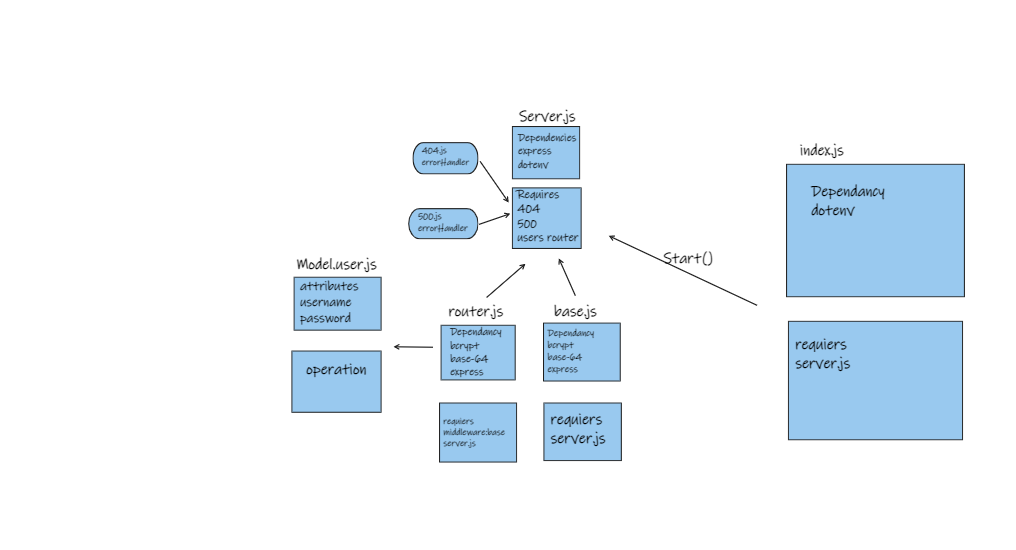 Server.js
Dependencies
express
dotenv
404.js
errorHandler
500.js
errorHandler
Requires
404
500
users router
index.js
Dependancy
dotenv
Start()
requiers
server.js
Model.user.js
attributes
username
password
operation
router.js
Dependancy
bcrypt
base-64
express
requiers
middleware:base
server.js
base.js
Dependancy
bcrypt
base-64
express
requiers
server.js